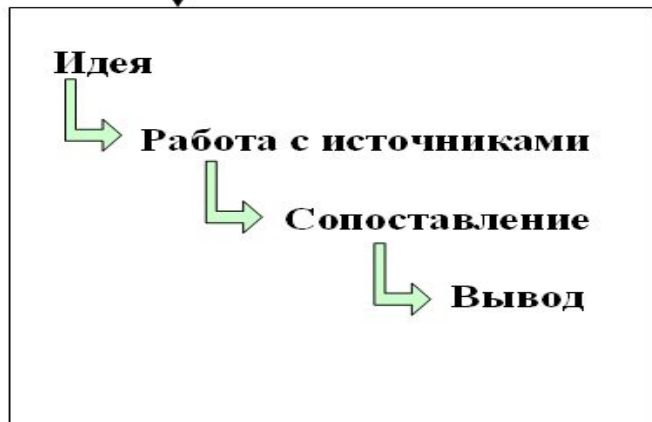 Идея
Работа с источниками
Сопоставление
Вывод